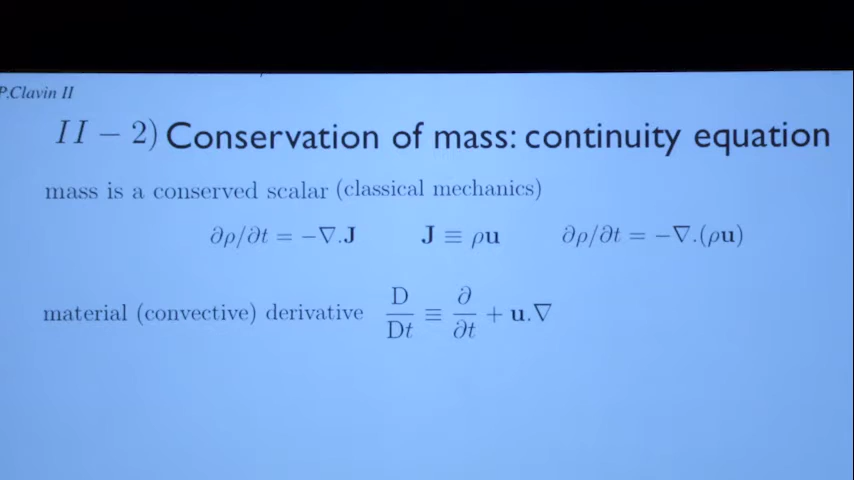 P.Clavin II
II − 2) Conservation of mass: continuity equation
mass is a conserved scalar (classical mechanics)
∂ρ/∂t = −∇.J J ≡ ρu ∂ρ/∂t = −∇.(ρu)
material (convective) derivative D/Dt ≡ ∂/∂t + u.∇